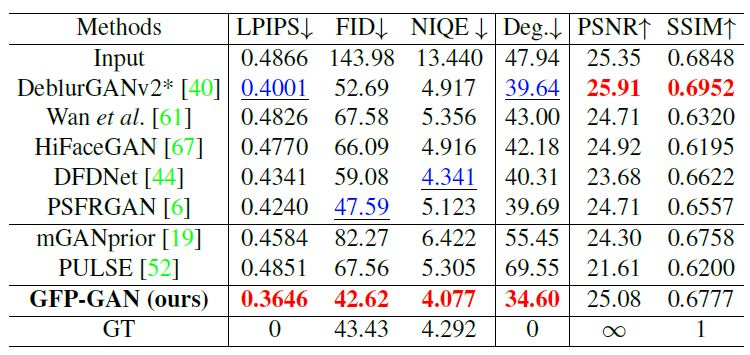 Methods LPIPS↓ FID↓ NIQE ↓ Deg.↓ PSNR↑ SSIM↑
Input 0.4866 143.98 13.440 47.94 25.35 0.6848
DeblurGANv2* [40] 0.4001 52.69 4.917 39.64 25.91 0.6952
Wan et al. [61] 0.4826 67.58 5.356 43.00 24.71 0.6320
HiFaceGAN [67] 0.4770 66.09 4.916 42.18 24.92 0.6195
DFDNet [44] 0.4341 59.08 4.341 40.31 23.68 0.6622
PSFRGAN [6] 0.4240 47.59 5.123 39.69 24.71 0.6557
mGANprior [19] 0.4584 82.27 6.422 55.45 24.30 0.6758
PULSE [52] 0.4851 67.56 5.305 69.55 21.61 0.6200
GFP-GAN (ours) 0.3646 42.62 4.077 34.60 25.08 0.6777
GT 0 43.43 4.292 0 ∞ 1